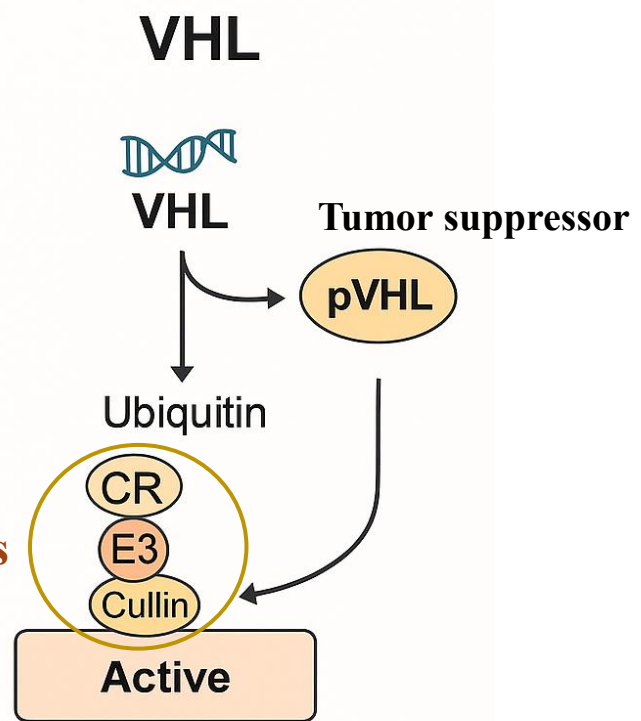 VHL
VHL
Tumor suppressor
pVHL
Ubiquitin
CR
E3
s
Cullin
Active